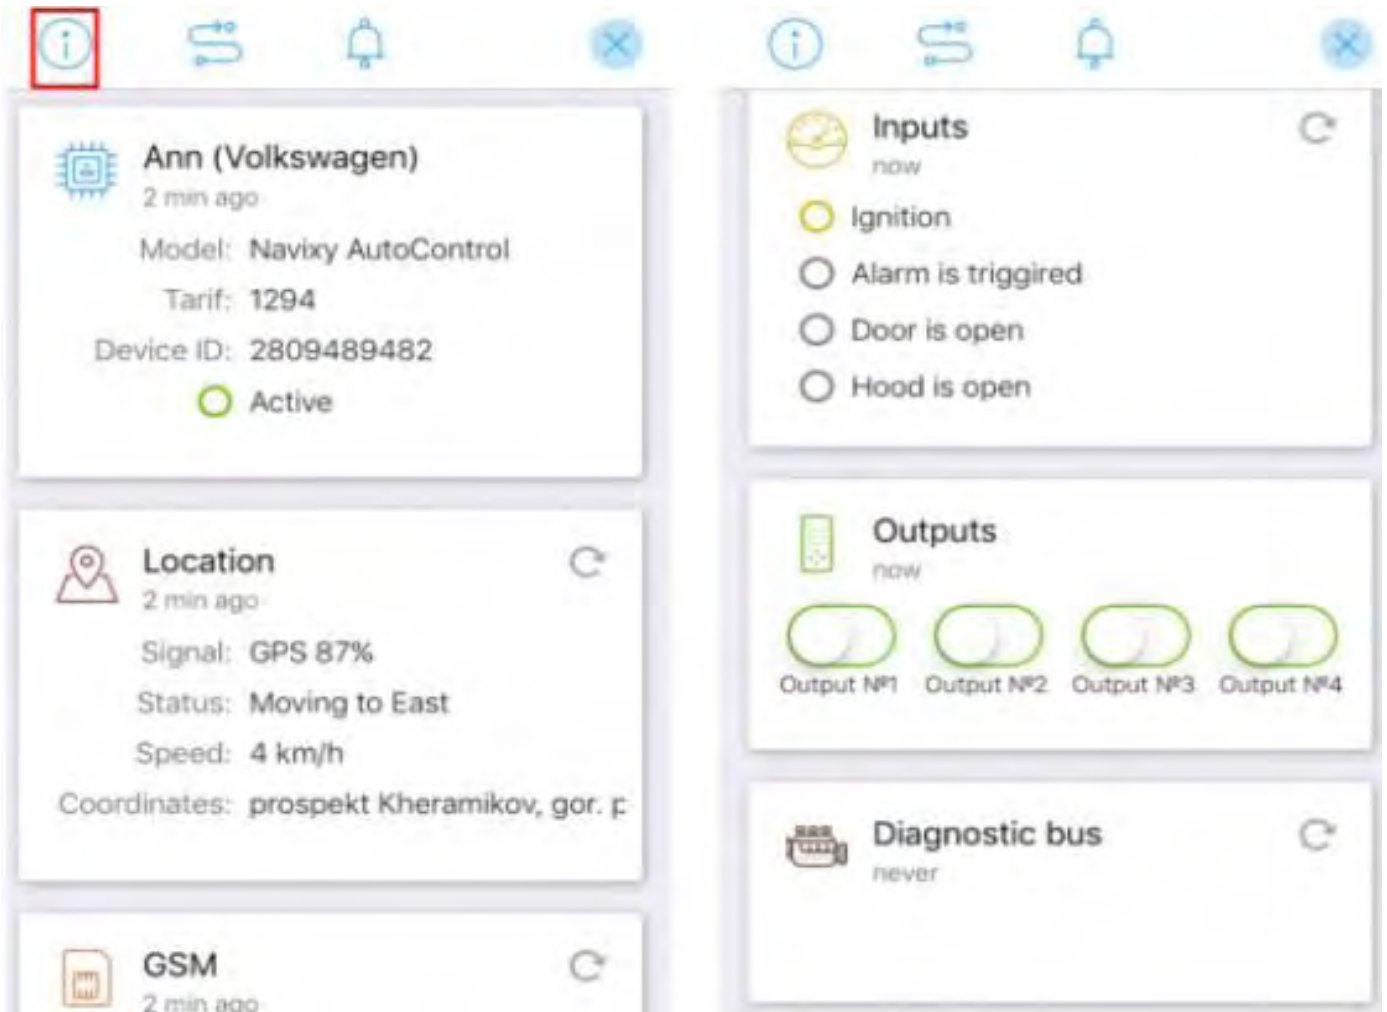 Ann (Volkswagen)
2 min ago
Model: Navixy AutoControl
Tarif: 1294
Device ID: 2809489482
Active
Location
2 min ago
Signal: GPS 87%
Status: Moving to East
Speed: 4 km/h
Coordinates: prospekt Kheramikov, gor. p
GSM
2 min ago
Inputs
now
Ignition
Alarm is triggired
Door is open
Hood is open
Outputs
now
Output №1 Output №2 Output №3 Output №4
Diagnostic bus
never